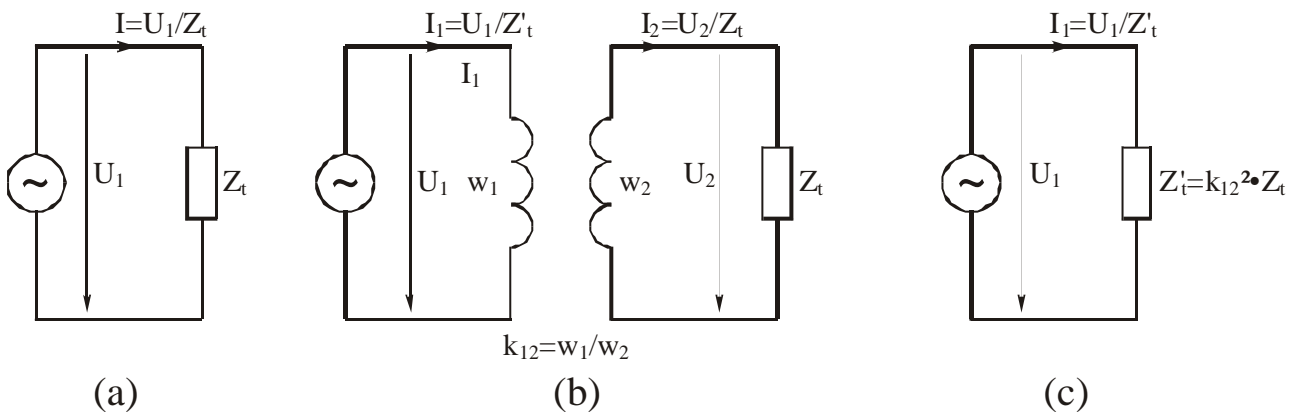 I=U₁/Zₜ
U₁
Zₜ
~
(a)
I₁=U₁/Z'ₜ
I₁
U₁
w₁
~
I₂=U₂/Zₜ
w₂
U₂
Zₜ
k₁₂=w₁/w₂
(b)
I₁=U₁/Z'ₜ
U₁
Z'ₜ=k₁₂²•Zₜ
~
(c)